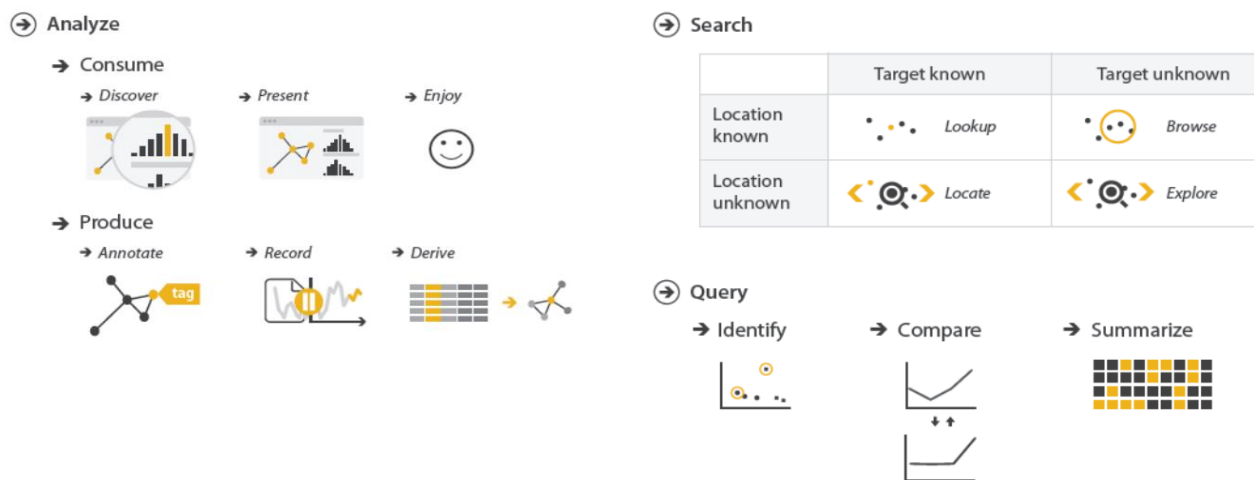 ➔ Analyze
➔ Consume
➔ Discover ➔ Present ➔ Enjoy
➔ Produce
➔ Annotate ➔ Record ➔ Derive
tag
➔ Search
Target known Target unknown
Location known Lookup Browse
Location unknown Locate Explore
➔ Query
➔ Identify ➔ Compare ➔ Summarize